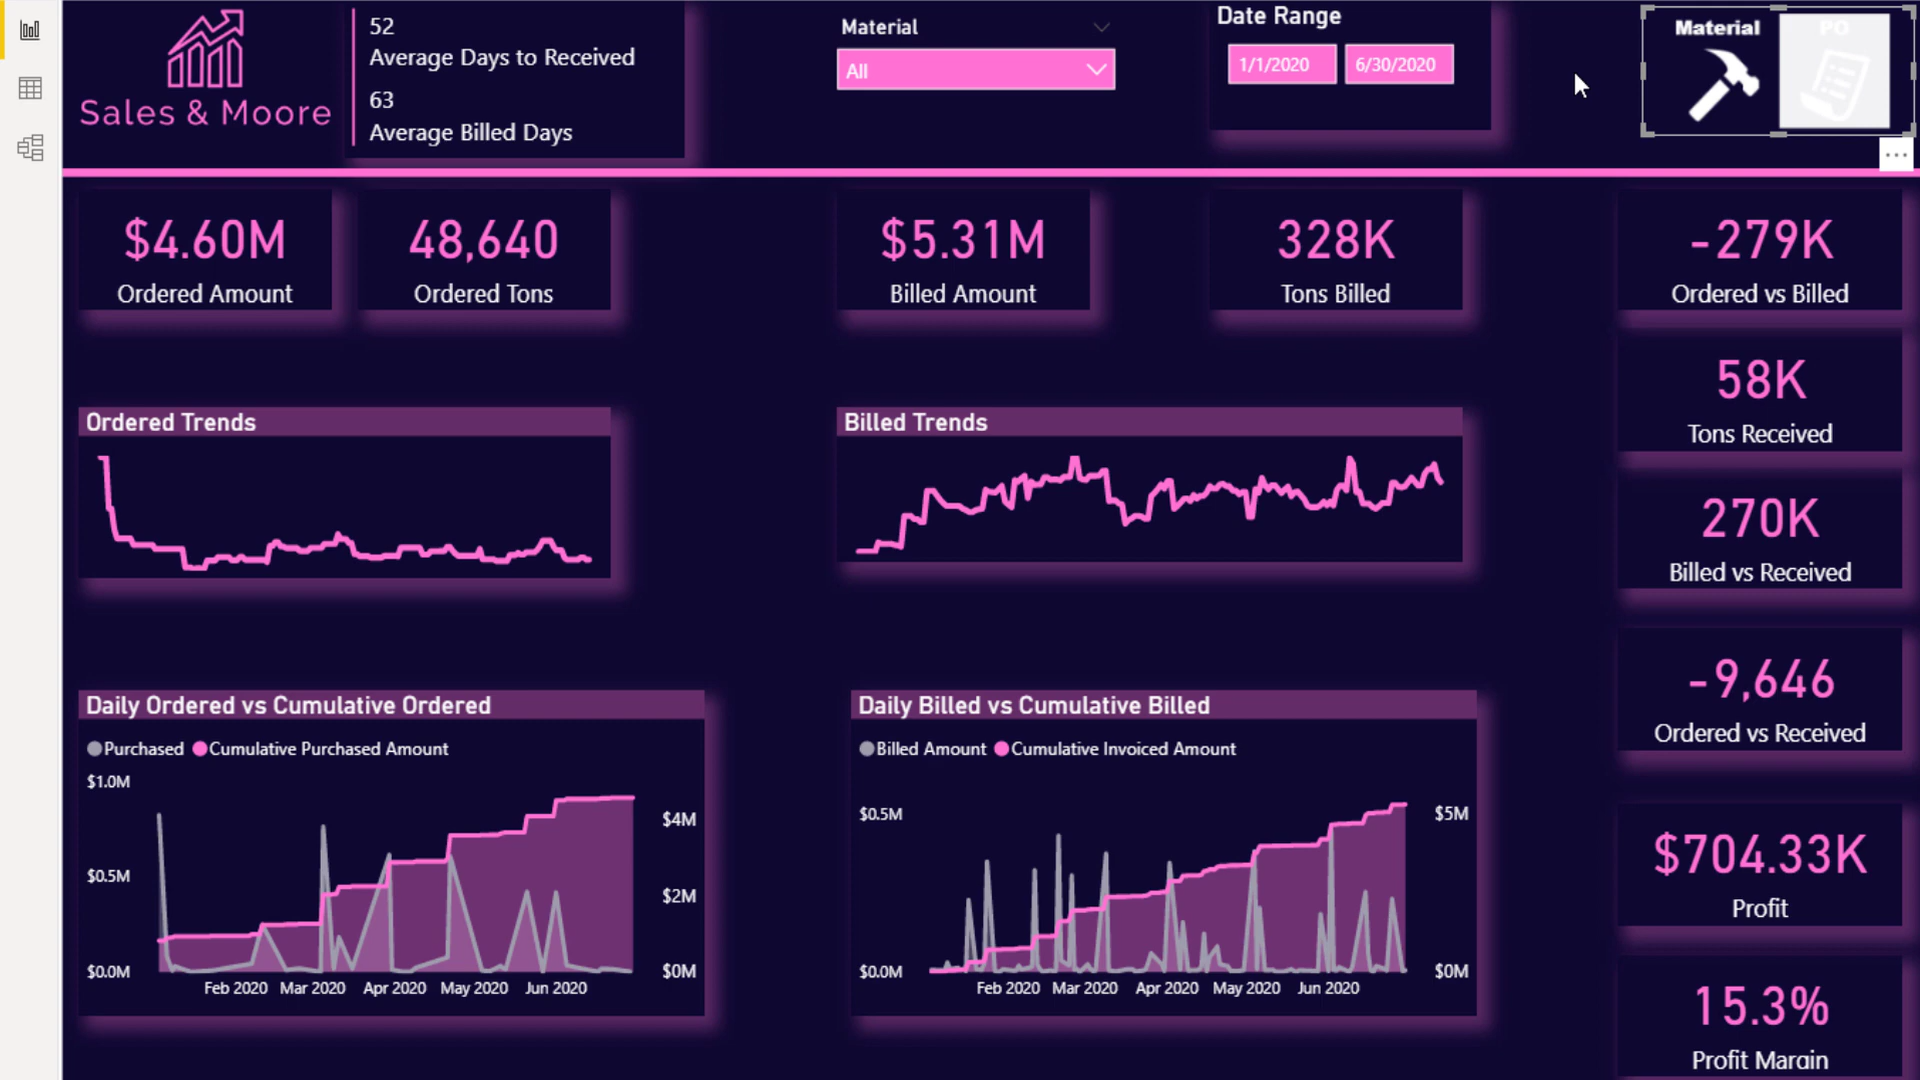 Sales & Moore
52
Average Days to Received
63
Average Billed Days
Material
All
Date Range
1/1/2020
6/30/2020
Material
PO
$4.60M
Ordered Amount
48,640
Ordered Tons
$5.31M
Billed Amount
328K
Tons Billed
-279K
Ordered vs Billed
58K
Tons Received
270K
Billed vs Received
-9,646
Ordered vs Received
$704.33K
Profit
15.3%
Profit Margin
Ordered Trends
Billed Trends
Daily Ordered vs Cumulative Ordered
Purchased Cumulative Purchased Amount
$1.0M
$0.5M
$0.0M
$4M
$2M
$0M
Feb 2020 Mar 2020 Apr 2020 May 2020 Jun 2020
Daily Billed vs Cumulative Billed
Billed Amount Cumulative Invoiced Amount
$0.5M
$0.0M
$5M
$0M
Feb 2020 Mar 2020 Apr 2020 May 2020 Jun 2020